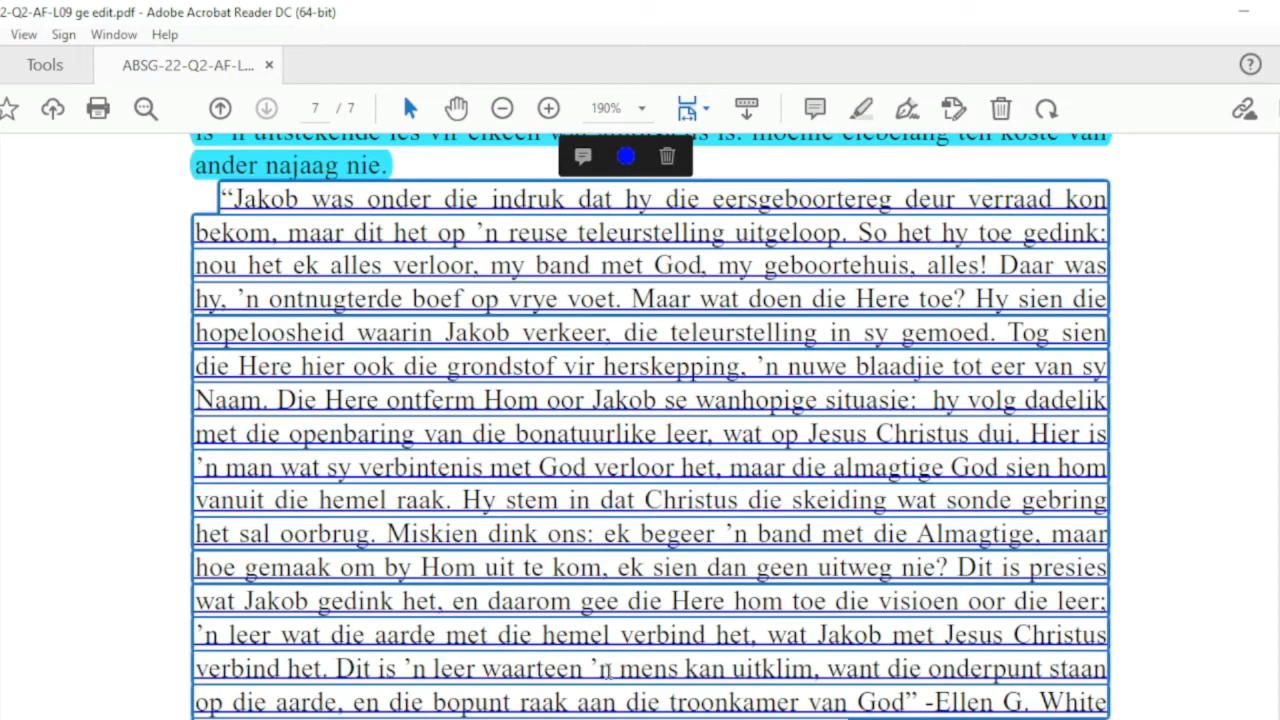 2-Q2-AF-L09 ge edit.pdf - Adobe Acrobat Reader DC (64-bit)
View Sign Window Help
Tools ABSG-22-Q2-AF-L... ×
7 / 7 190%
is ’n uitstekende les vir elkeen wat
ander najaag nie.
“Jakob was onder die indruk dat hy die eersgeboortereg deur verraad kon
bekom, maar dit het op ’n reuse teleurstelling uitgeloop. So het hy toe gedink:
nou het ek alles verloor, my band met God, my geboortehuis, alles! Daar was
hy, ’n ontnugterde boef op vrye voet. Maar wat doen die Here toe? Hy sien die
hopeloosheid waarin Jakob verkeer, die teleurstelling in sy gemoed. Tog sien
die Here hier ook die grondstof vir herskepping, ’n nuwe blaadjie tot eer van sy
Naam. Die Here ontferm Hom oor Jakob se wanhopige situasie: hy volg dadelik
met die openbaring van die bonatuurlike leer, wat op Jesus Christus dui. Hier is
’n man wat sy verbintenis met God verloor het, maar die almagtige God sien hom
vanuit die hemel raak. Hy stem in dat Christus die skeiding wat sonde gebring
het sal oorbrug. Miskien dink ons: ek begeer ’n band met die Almagtige, maar
hoe gemaak om by Hom uit te kom, ek sien dan geen uitweg nie? Dit is presies
wat Jakob gedink het, en daarom gee die Here hom toe die visioen oor die leer;
’n leer wat die aarde met die hemel verbind het, wat Jakob met Jesus Christus
verbind het. Dit is ’n leer waarteen ’n mens kan uitklim, want die onderpunt staan
op die aarde, en die bopunt raak aan die troonkamer van God” -Ellen G. White